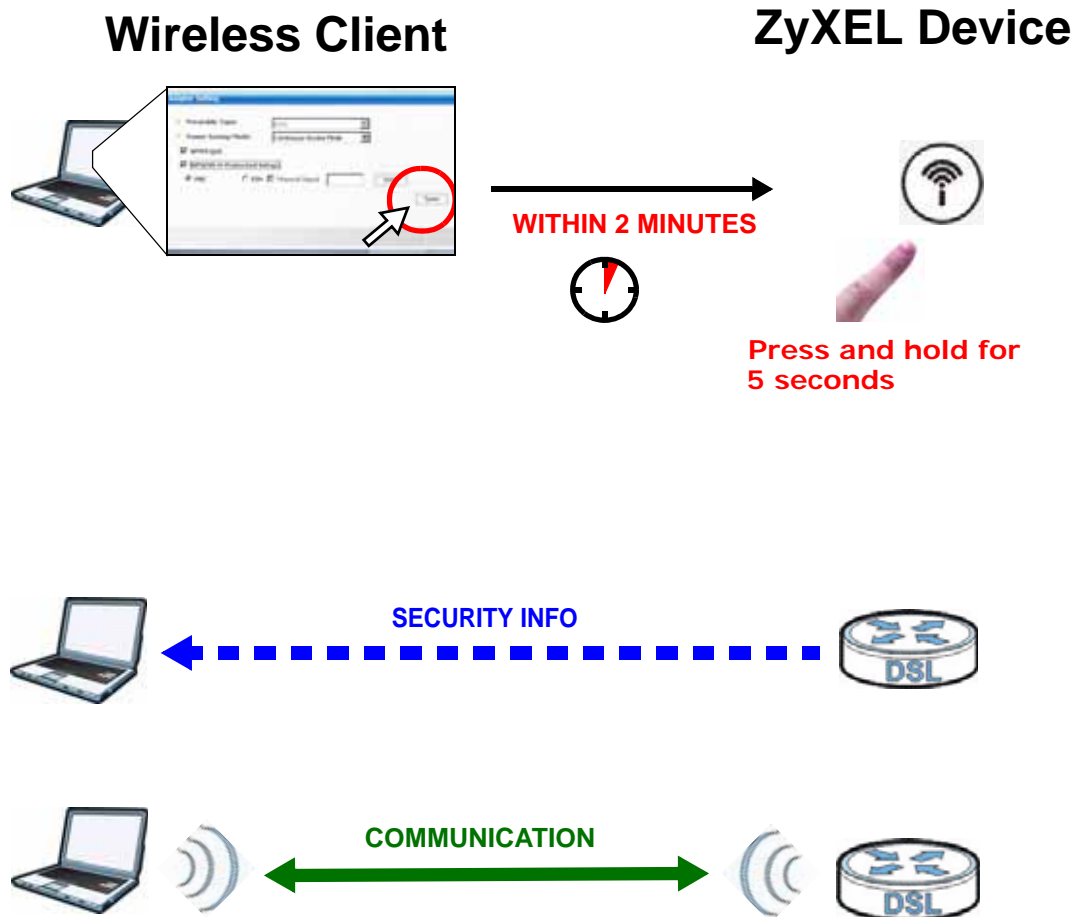 Wireless Client
ZyXEL Device
WITHIN 2 MINUTES
Press and hold for
5 seconds
SECURITY INFO
DSL
COMMUNICATION
DSL